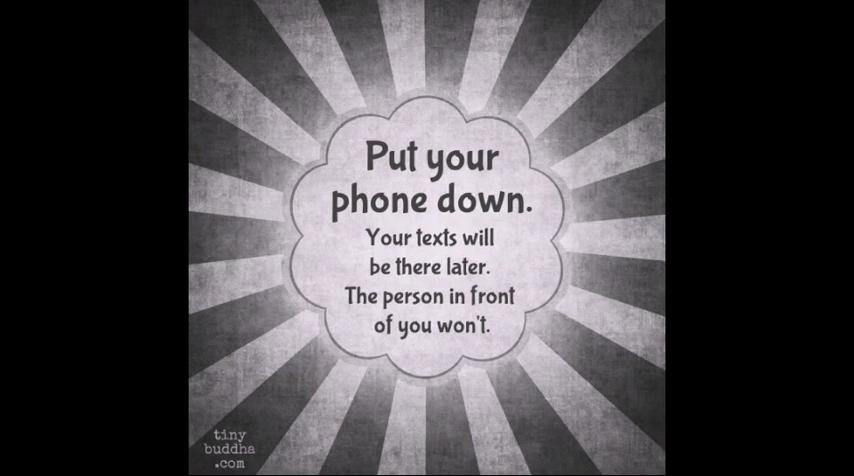 Put your
phone down.
Your texts will
be there later.
The person in front
of you won't.
tiny
buddha
.com